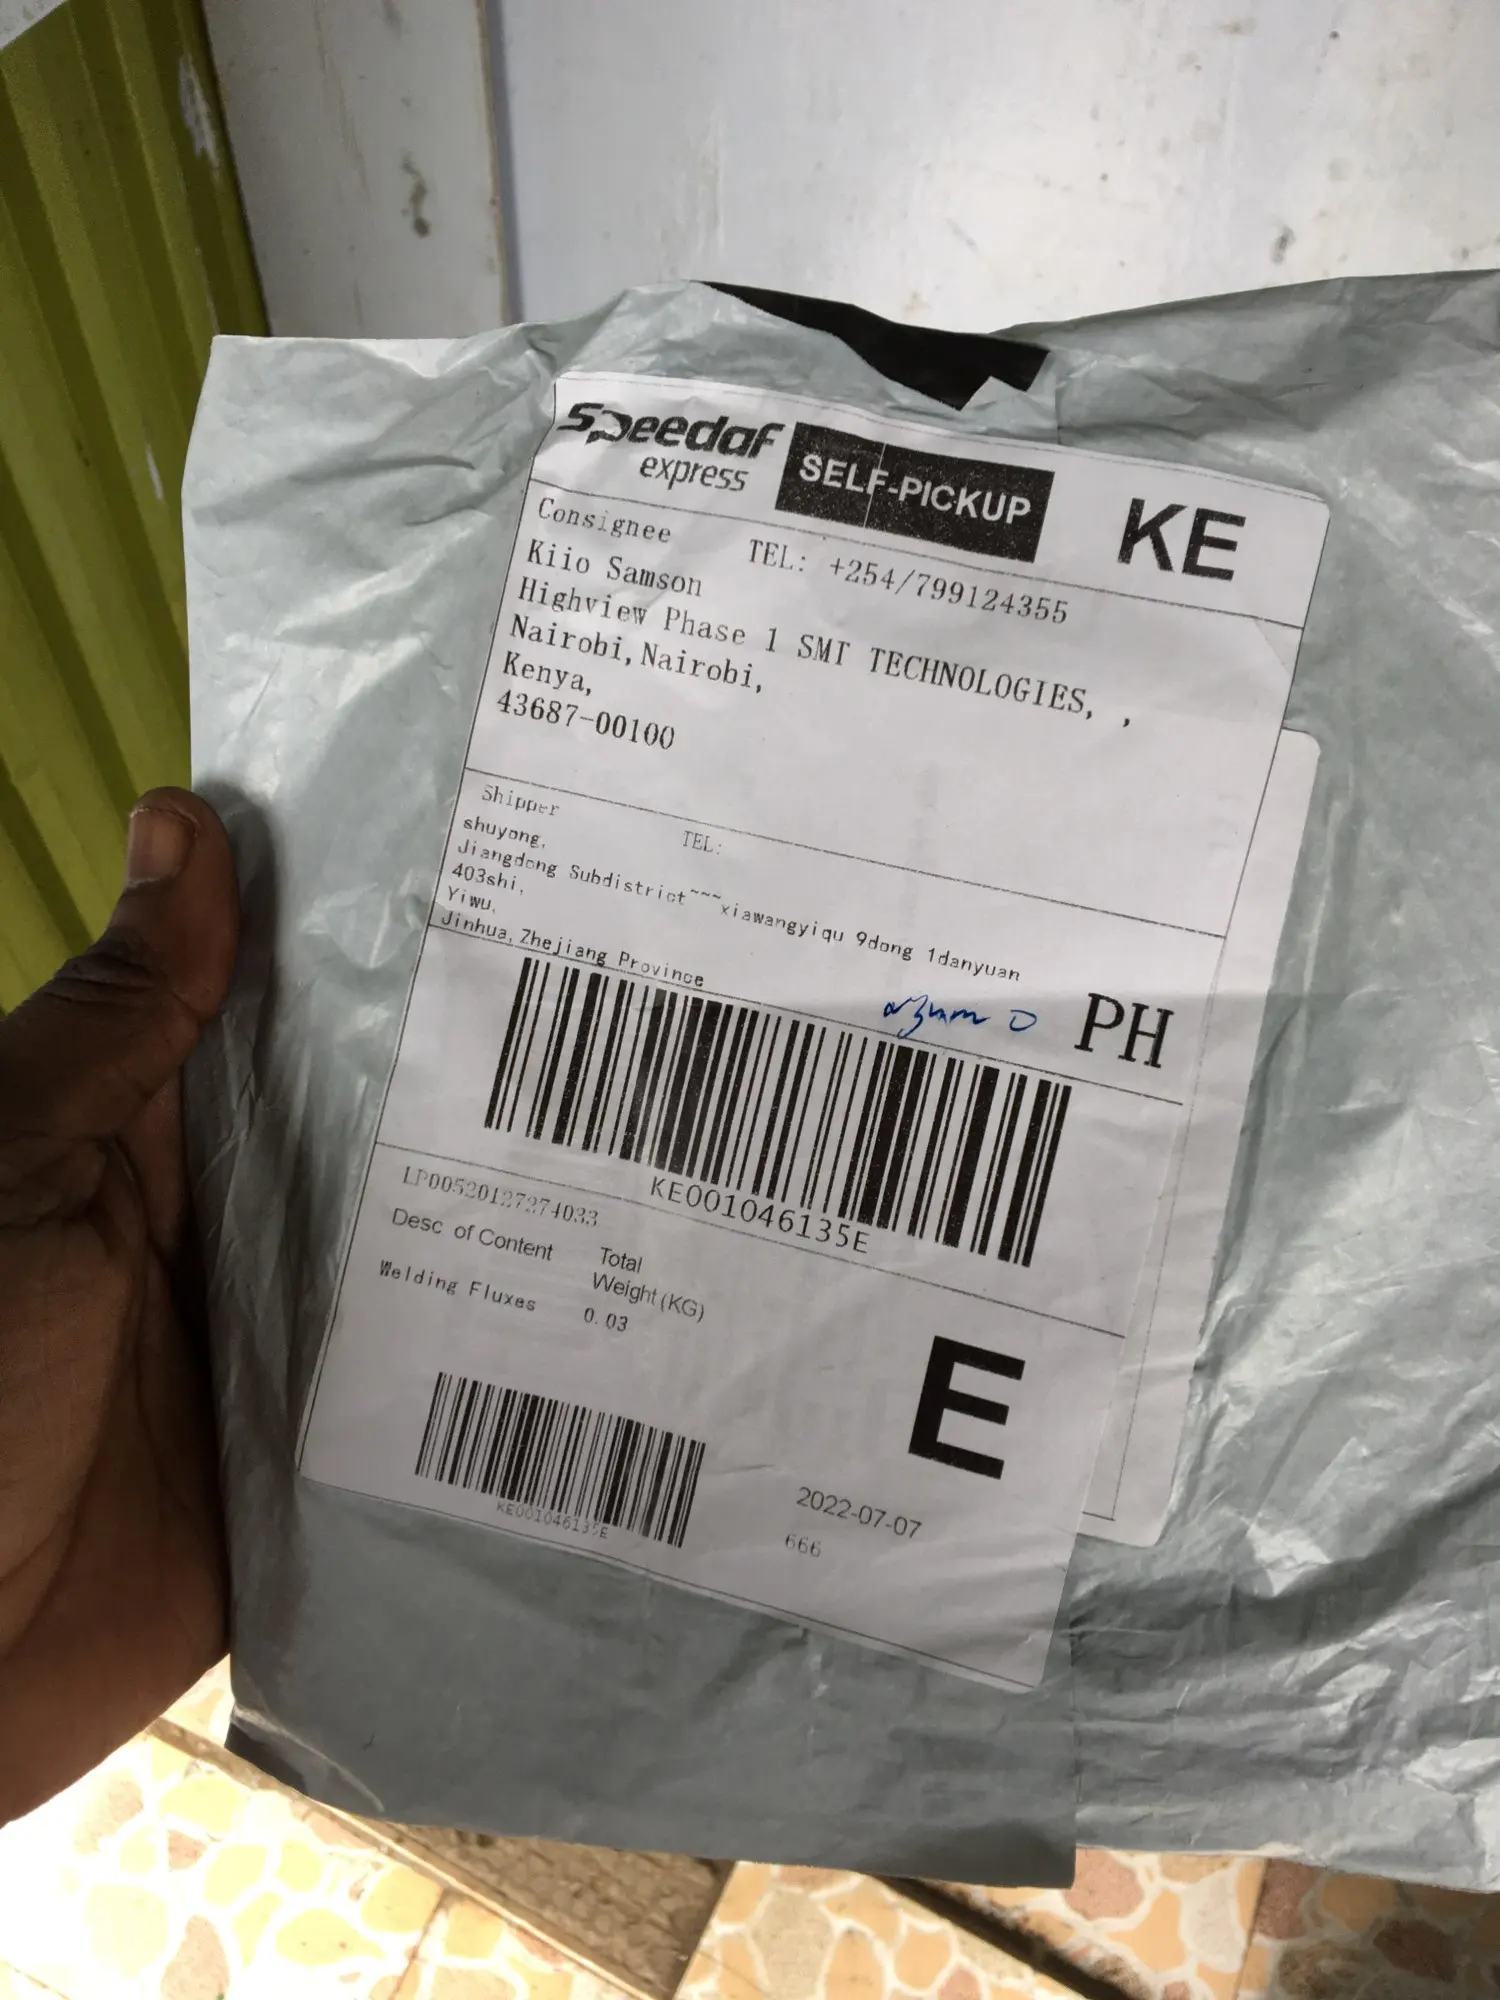 Speedaf
express
SELF-PICKUP
KE
Consignee
TEL: +254/799124355
Kiio Samson
Highview Phase 1 SMT TECHNOLOGIES, ,
Nairobi, Nairobi,
Kenya,
43687-00100
Shipper
TEL:
shuyong,
Jiangdong Subdistrict~~~xiawangyiqu 9dong 1danyuan
403shi,
Yiwu,
Jinhua, Zhejiang Province
PH
KE001046135E
LP00520127274033
Desc of Content
Total
Weight(KG)
Welding Fluxes
0.03
E
KE001046135E
2022-07-07
666